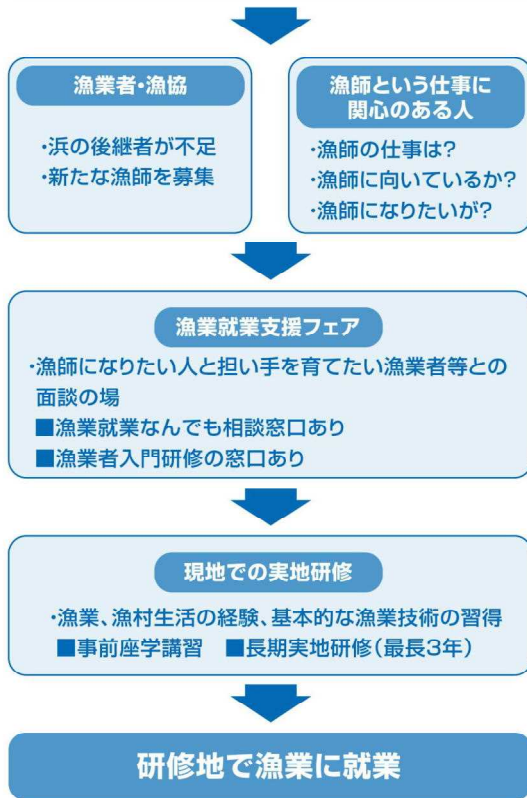 漁業者・漁協
・浜の後継者が不足
・新たな漁師を募集
漁師という仕事に
関心のある人
・漁師の仕事は?
・漁師に向いているか?
・漁師になりたいが?
漁業就業支援フェア
・漁師になりたい人と担い手を育てたい漁業者等との
面談の場
■漁業就業なんでも相談窓口あり
■漁業者入門研修の窓口あり
現地での実地研修
・漁業、漁村生活の経験、基本的な漁業技術の習得
■事前座学講習 ■長期実地研修(最長3年)
研修地で漁業に就業